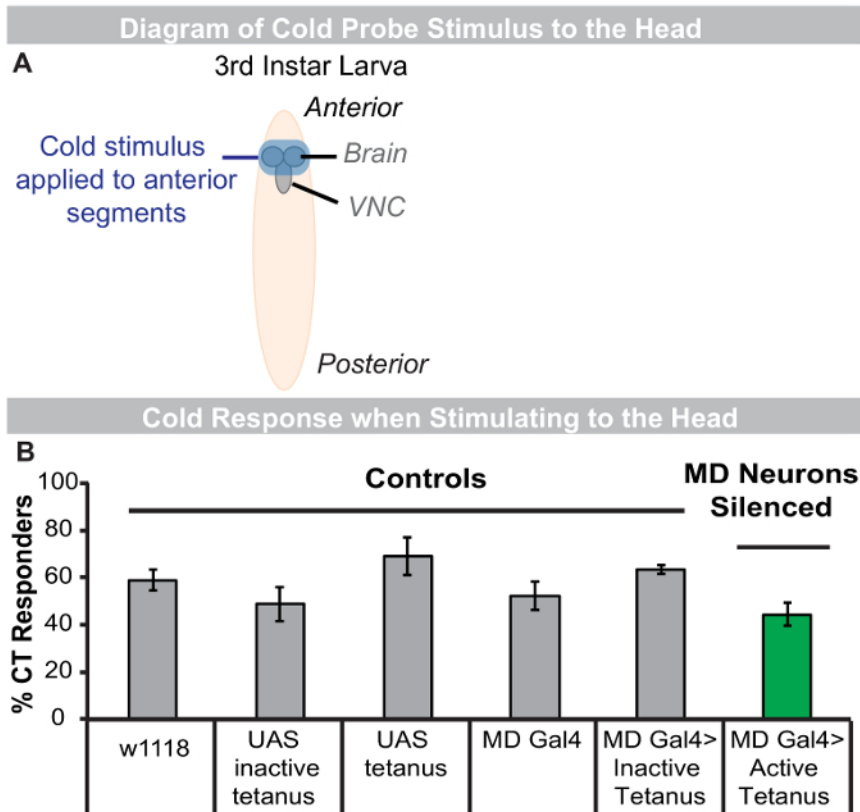 Diagram of Cold Probe Stimulus to the Head
A
3rd Instar Larva
Anterior
Cold stimulus
applied to anterior
segments
Brain
VNC
Posterior
Cold Response when Stimulating to the Head
B
% CT Responders
100
80
60
40
20
0
Controls
MD Neurons
Silenced
w1118
UAS
inactive
tetanus
UAS
tetanus
MD Gal4
MD Gal4>
Inactive
Tetanus
MD Gal4>
Active
Tetanus